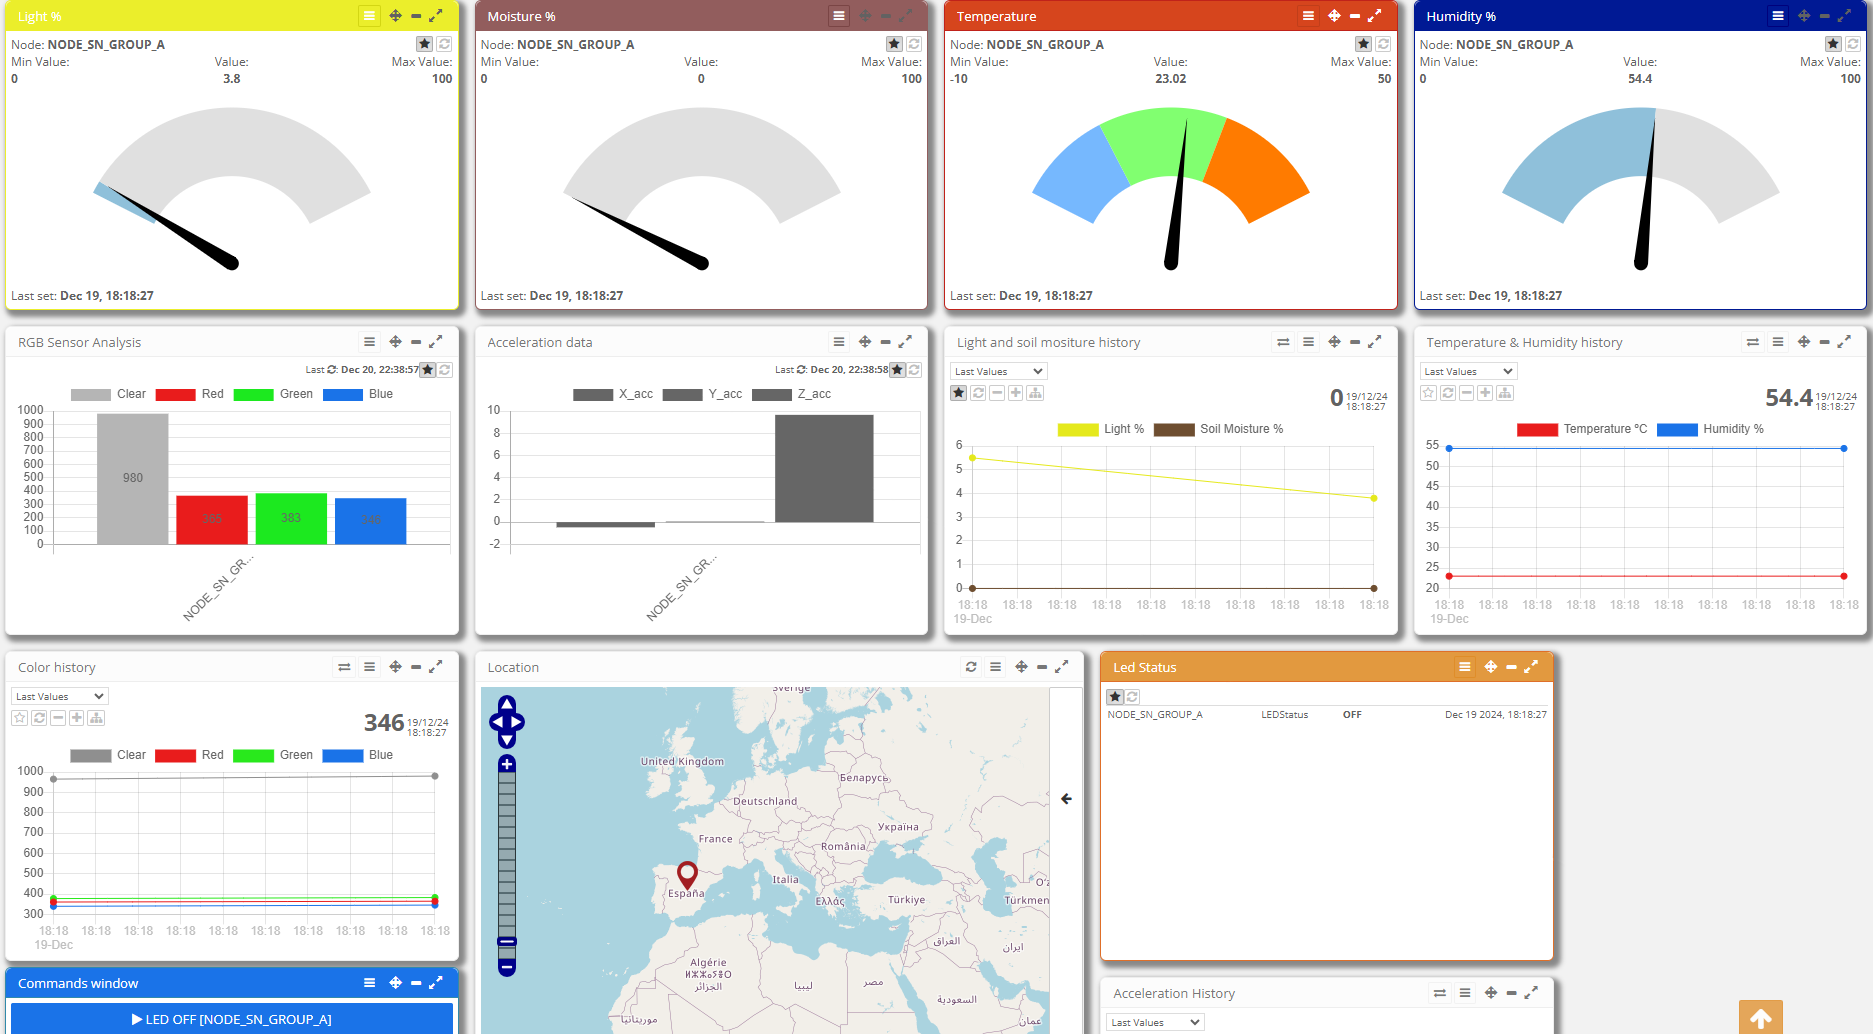 Light %
Node: NODE_SN_GROUP_A
Min Value: Value: Max Value:
0 3.8 100
Last set: Dec 19, 18:18:27
Moisture %
Node: NODE_SN_GROUP_A
Min Value: Value: Max Value:
0 0 100
Last set: Dec 19, 18:18:27
Temperature
Node: NODE_SN_GROUP_A
Min Value: Value: Max Value:
-10 23.02 50
Last set: Dec 19, 18:18:27
Humidity %
Node: NODE_SN_GROUP_A
Min Value: Value: Max Value:
0 54.4 100
Last set: Dec 19, 18:18:27
RGB Sensor Analysis
Last : Dec 20, 22:38:57
Clear Red Green Blue
1000
900
800
700
600
500
400
300
200
100
0
980
383
NODE_SN_GR...
Acceleration data
Last : Dec 20, 22:38:58
X_acc Y_acc Z_acc
10
8
6
4
2
0
-2
NODE_SN_GR...
Light and soil mositure history
Last Values
0 19/12/24
18:18:27
Light % Soil Moisture %
6
5
4
3
2
1
0
18:18 18:18 18:18 18:18 18:18 18:18 18:18 18:18 18:18 18:18
19-Dec
Temperature & Humidity history
Last Values
54.4 19/12/24
18:18:27
Temperature ºC Humidity %
55
50
45
40
35
30
25
20
18:18 18:18 18:18 18:18 18:18 18:18 18:18 18:18 18:18 18:18
19-Dec
Color history
Last Values
346 19/12/24
18:18:27
Clear Red Green Blue
1000
900
800
700
600
500
400
300
18:18 18:18 18:18 18:18 18:18 18:18 18:18 18:18 18:18 18:18
19-Dec
Location
Sverige
United Kingdom
Беларусь
Deutschland
Україна
France
România
Italia
España
Ελλάς
Türkiye
Türkmen
العراق
ایران
Algérie
ⵍⵣⵣⴰⵢⴻⵔ
الجزائر
ليبيا
مصر
السعودية
موريتانيا
عمان
Led Status
NODE_SN_GROUP_A LEDStatus OFF Dec 19 2024, 18:18:27
Commands window
LED OFF [NODE_SN_GROUP_A]
Acceleration History
Last Values